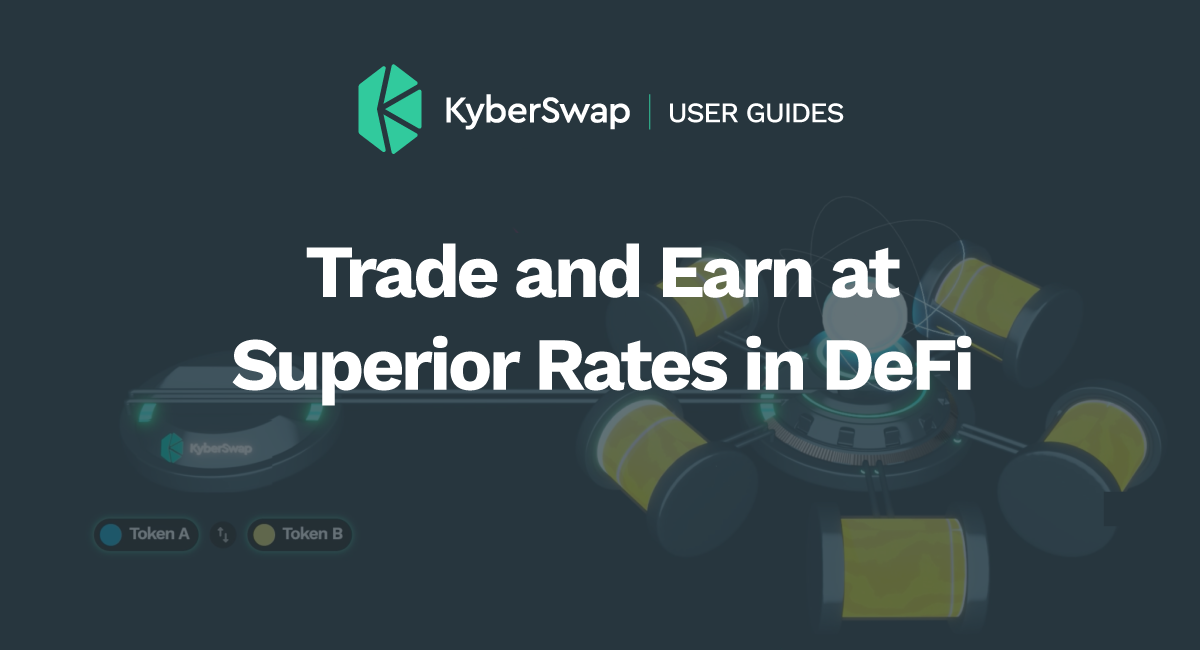 KyberSwap | USER GUIDES
Trade and Earn at
Superior Rates in DeFi
KyberSwap
Token A
Token B